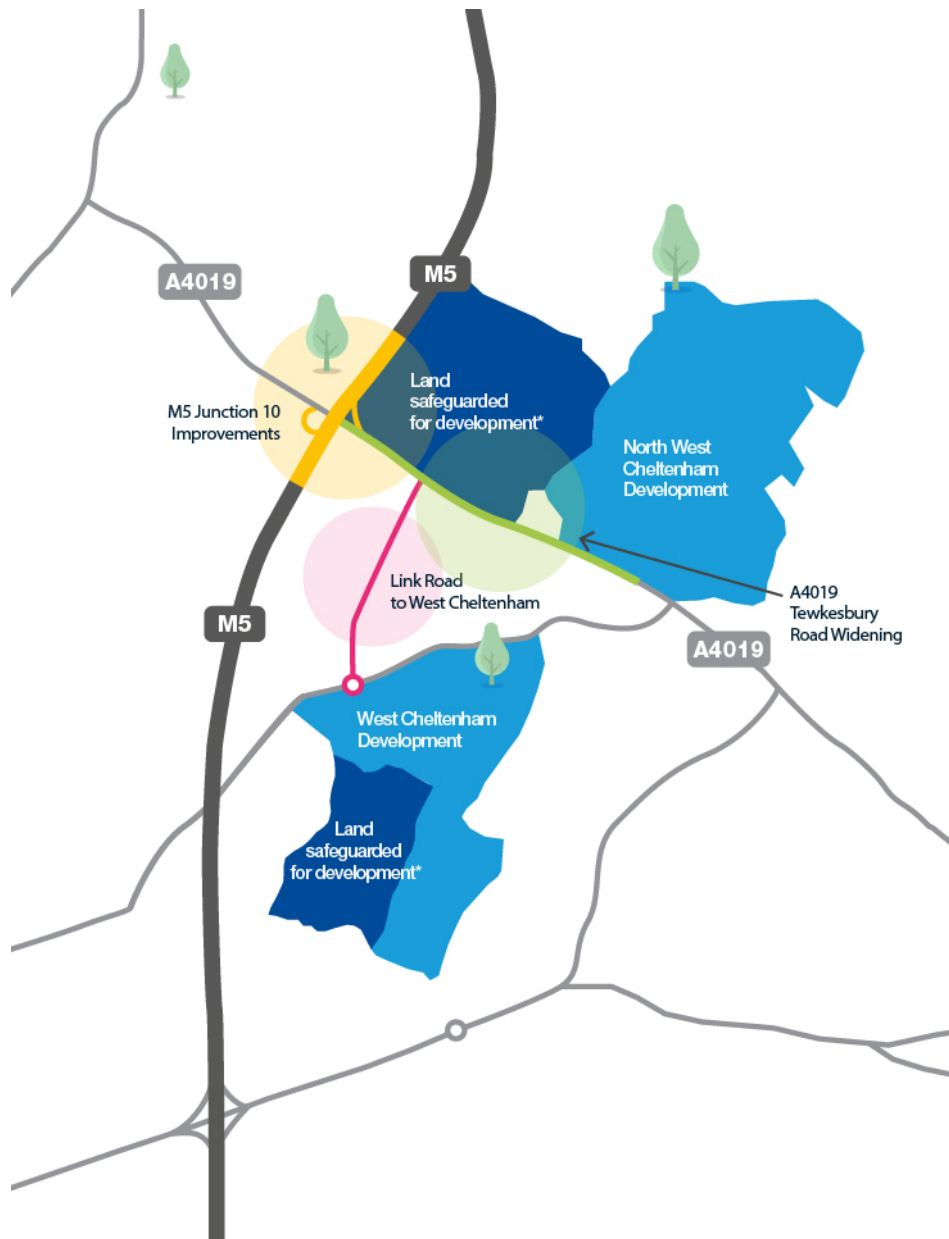 M5
A4019
Land
safeguarded
for development*
M5 Junction 10
Improvements
North West
Cheltenham
Development
Link Road
to West Cheltenham
A4019
Tewkesbury
Road Widening
M5
A4019
West Cheltenham
Development
Land
safeguarded
for development*